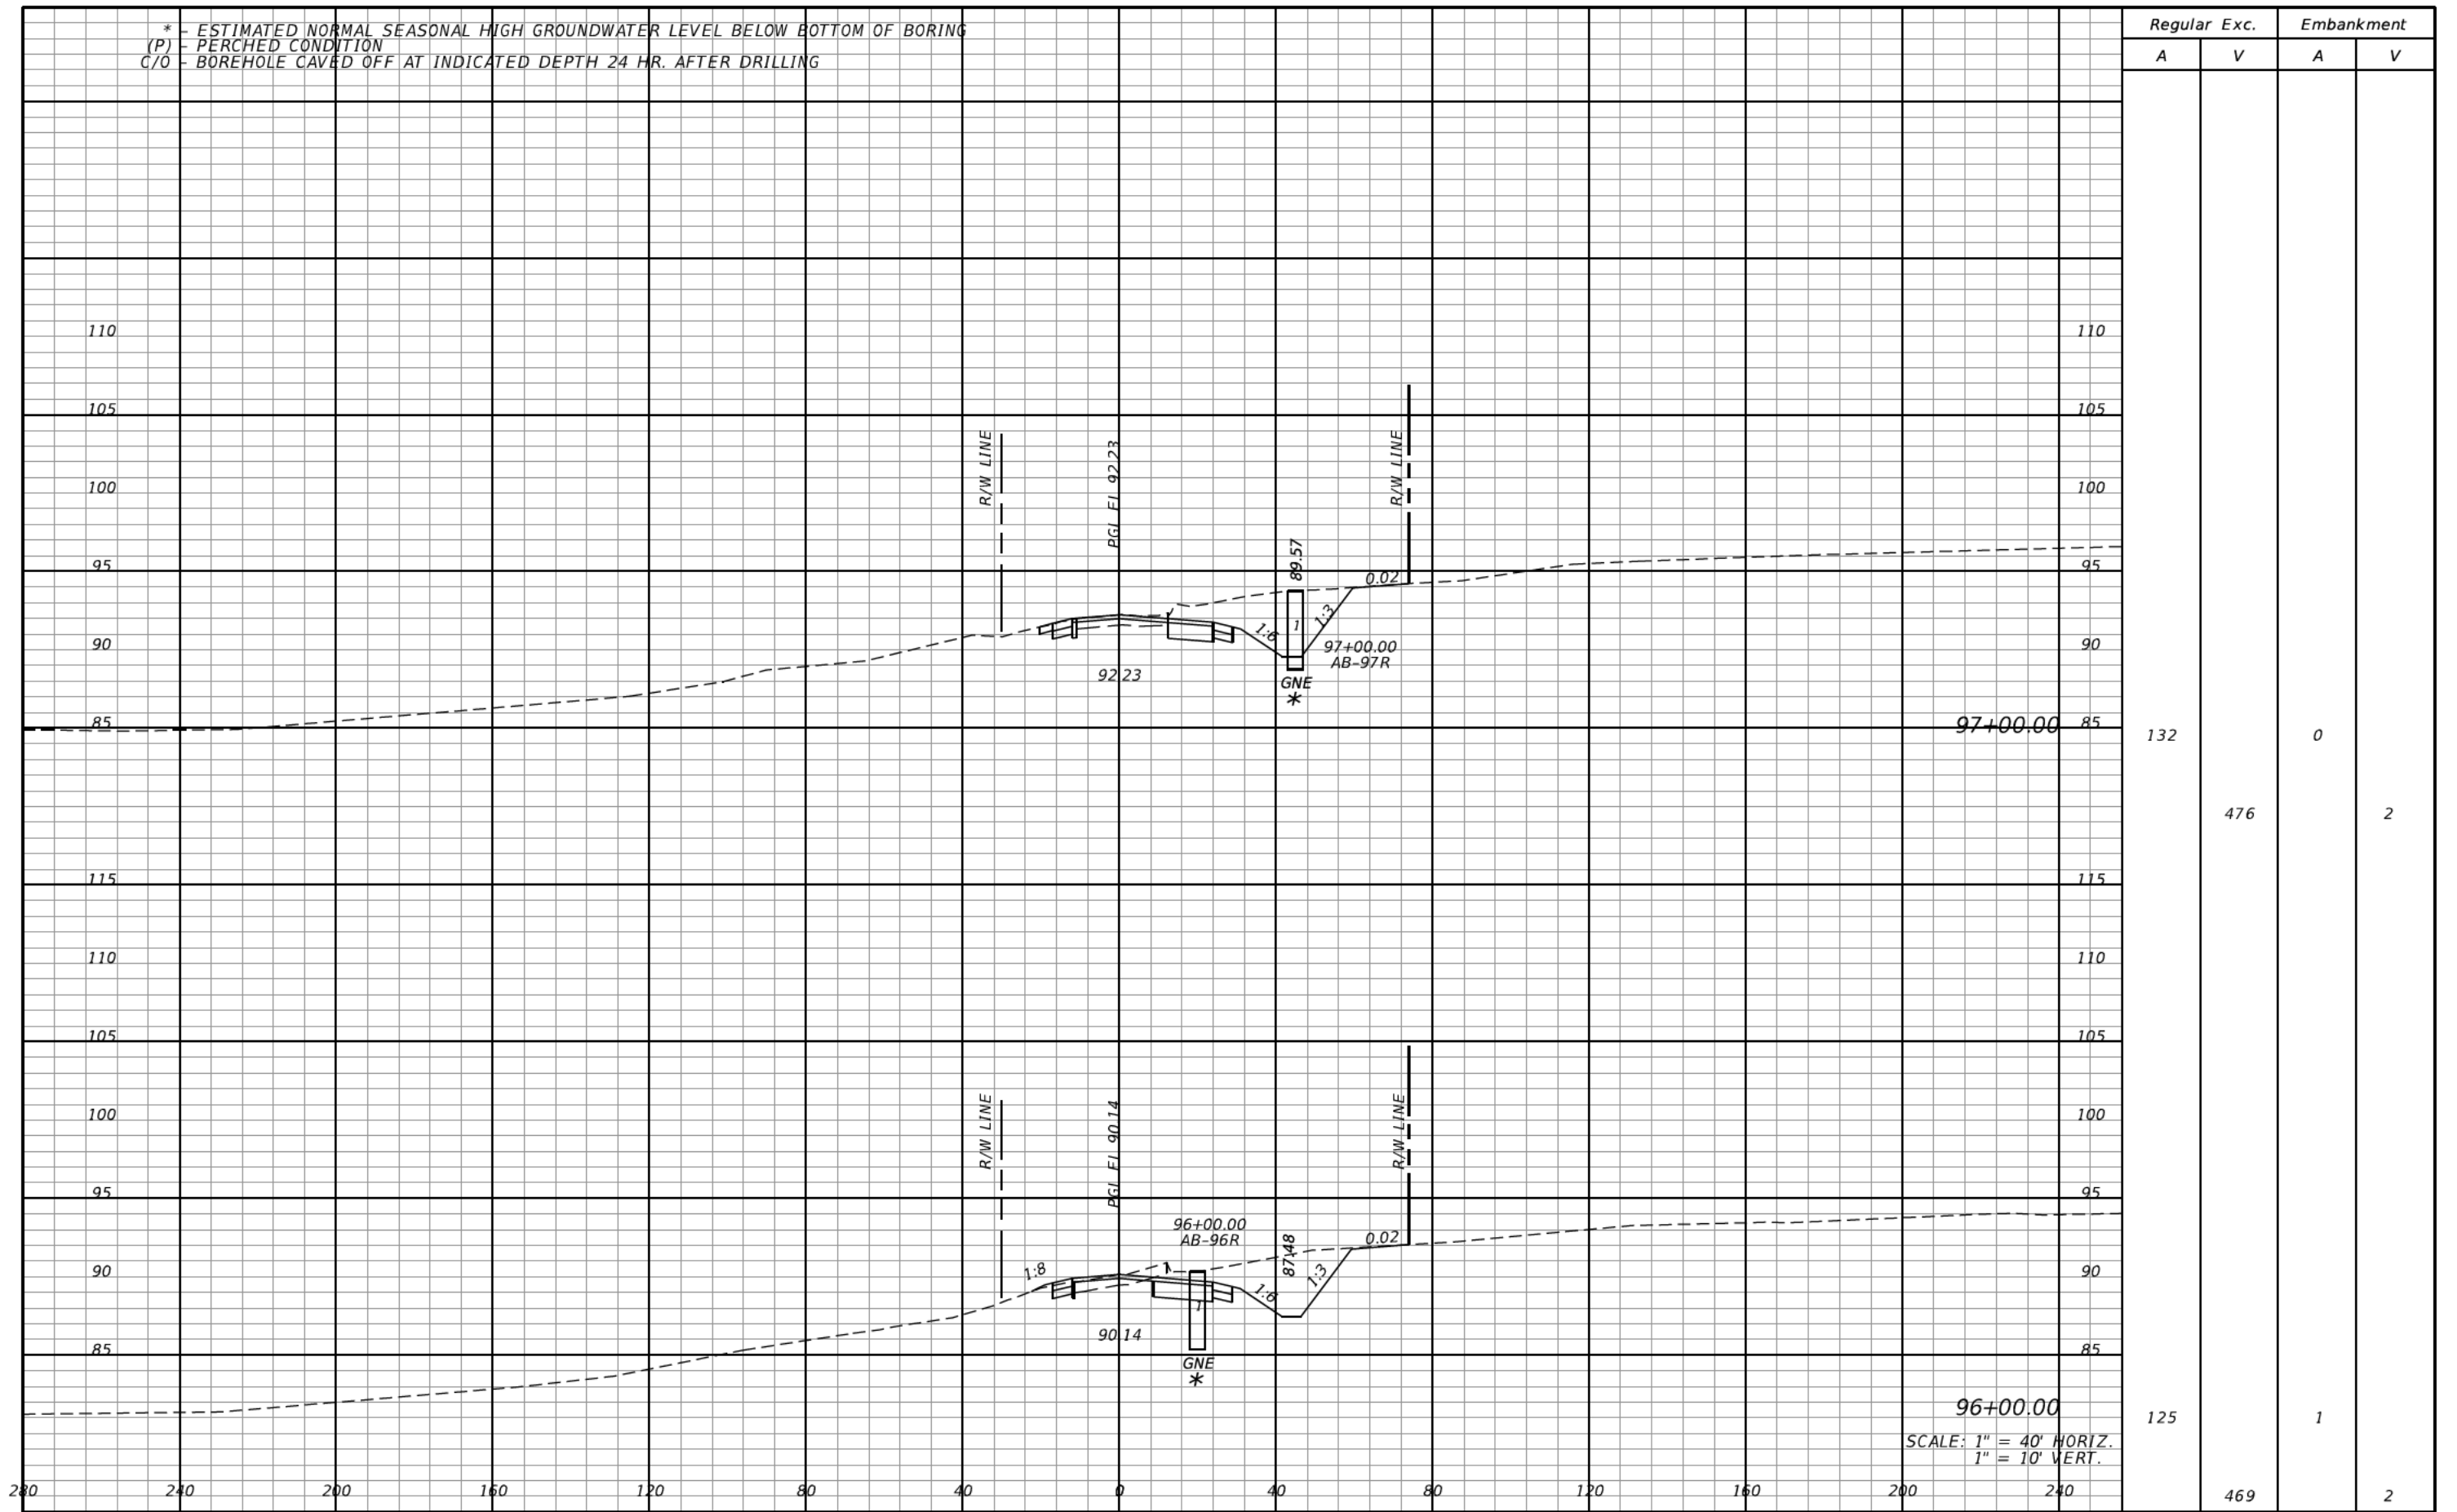 * – ESTIMATED NORMAL SEASONAL HIGH GROUNDWATER LEVEL BELOW BOTTOM OF BORING
(P) – PERCHED CONDITION
C/O – BOREHOLE CAVED OFF AT INDICATED DEPTH 24 HR. AFTER DRILLING
Regular Exc. Embankment
A V A V
110 110
105 105
R/W LINE
PGL EL 92.23
R/W LINE
100 100
89.57
95 95
0.02
1:6
1
1:3
90 90
97+00.00
AB–97R
92.23
GNE
*
85 97+00.00 85
132 0
476 2
115 115
110 110
105 105
R/W LINE
PGL EL 90.14
R/W LINE
100 100
95 95
96+00.00
AB–96R
87.48
0.02
90 1:8 90
1:6
1:3
1
90.14
85 85
GNE
*
96+00.00
125 1
SCALE: 1" = 40' HORIZ.
1" = 10' VERT.
280 240 200 160 120 80 40 0 40 80 120 160 200 240
469 2